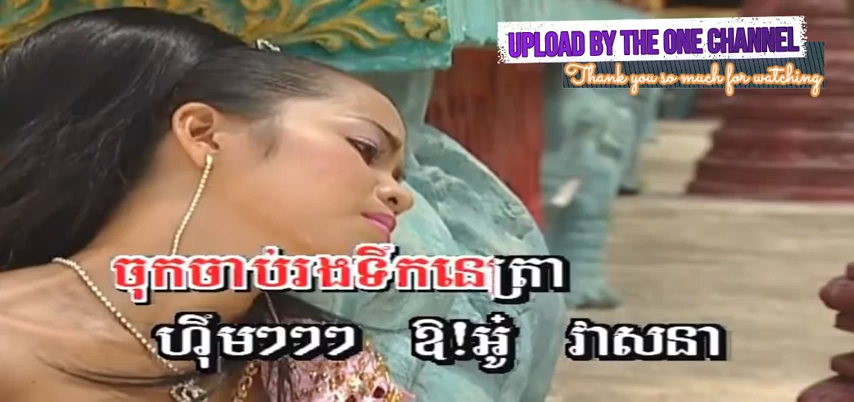 UPLOAD BY THE ONE CHANNEL
Thank you so much for watching
ចុកចាប់រងទឹកនេត្រា
ហ៊ឹមៗៗៗ ឱ!អូ៎ វាសនា